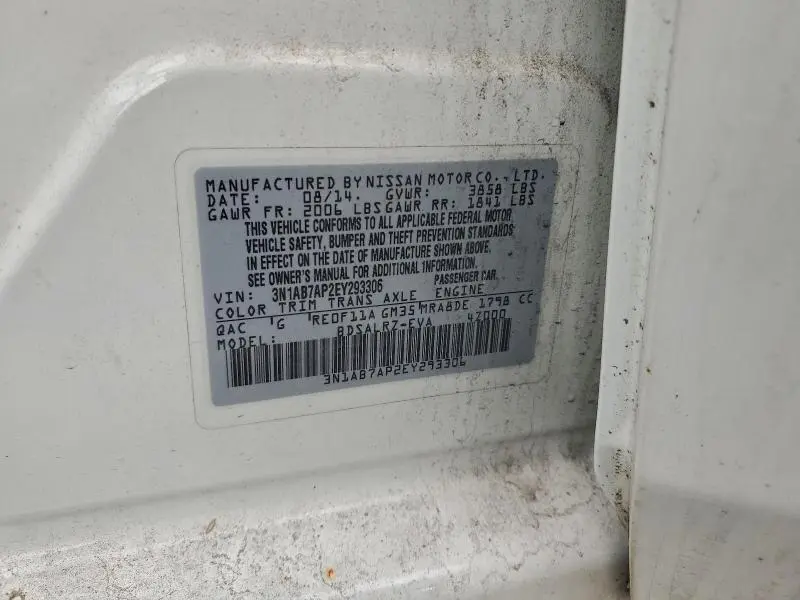 MANUFACTURED BY NISSAN MOTOR CO., LTD.
DATE: 08/14. GVWR: 3858 LBS
GAWR FR: 2006 LBS GAWR RR: 1841 LBS
THIS VEHICLE CONFORMS TO ALL APPLICABLE FEDERAL MOTOR
VEHICLE SAFETY, BUMPER AND THEFT PREVENTION STANDARDS
IN EFFECT ON THE DATE OF MANUFACTURE SHOWN ABOVE.
SEE OWNER'S MANUAL FOR ADDITIONAL INFORMATION.
VIN: 3N1AB7AP2EY293306 PASSENGER CAR
COLOR TRIM TRANS AXLE ENGINE
QAC G RE0F11A GM35 MRA8DE 1798 CC
MODEL: BDSALRZ-EVA 42000
3N1AB7AP2EY293306